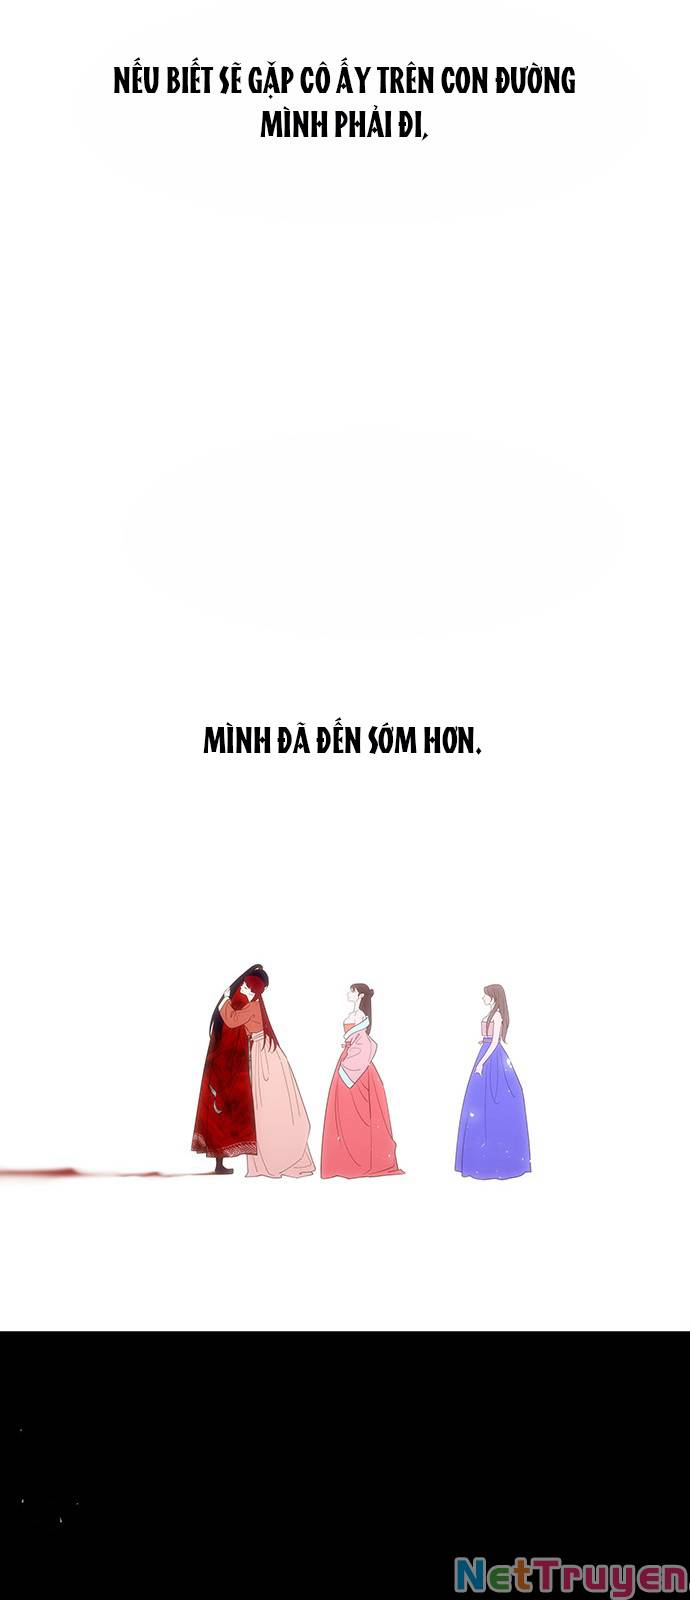 NẾU BIẾT SẼ GẶP CÔ ẤY TRÊN CON ĐƯỜNG
MÌNH PHẢI ĐI,
MÌNH ĐÃ ĐẾN SỚM HƠN.
NetTruyen